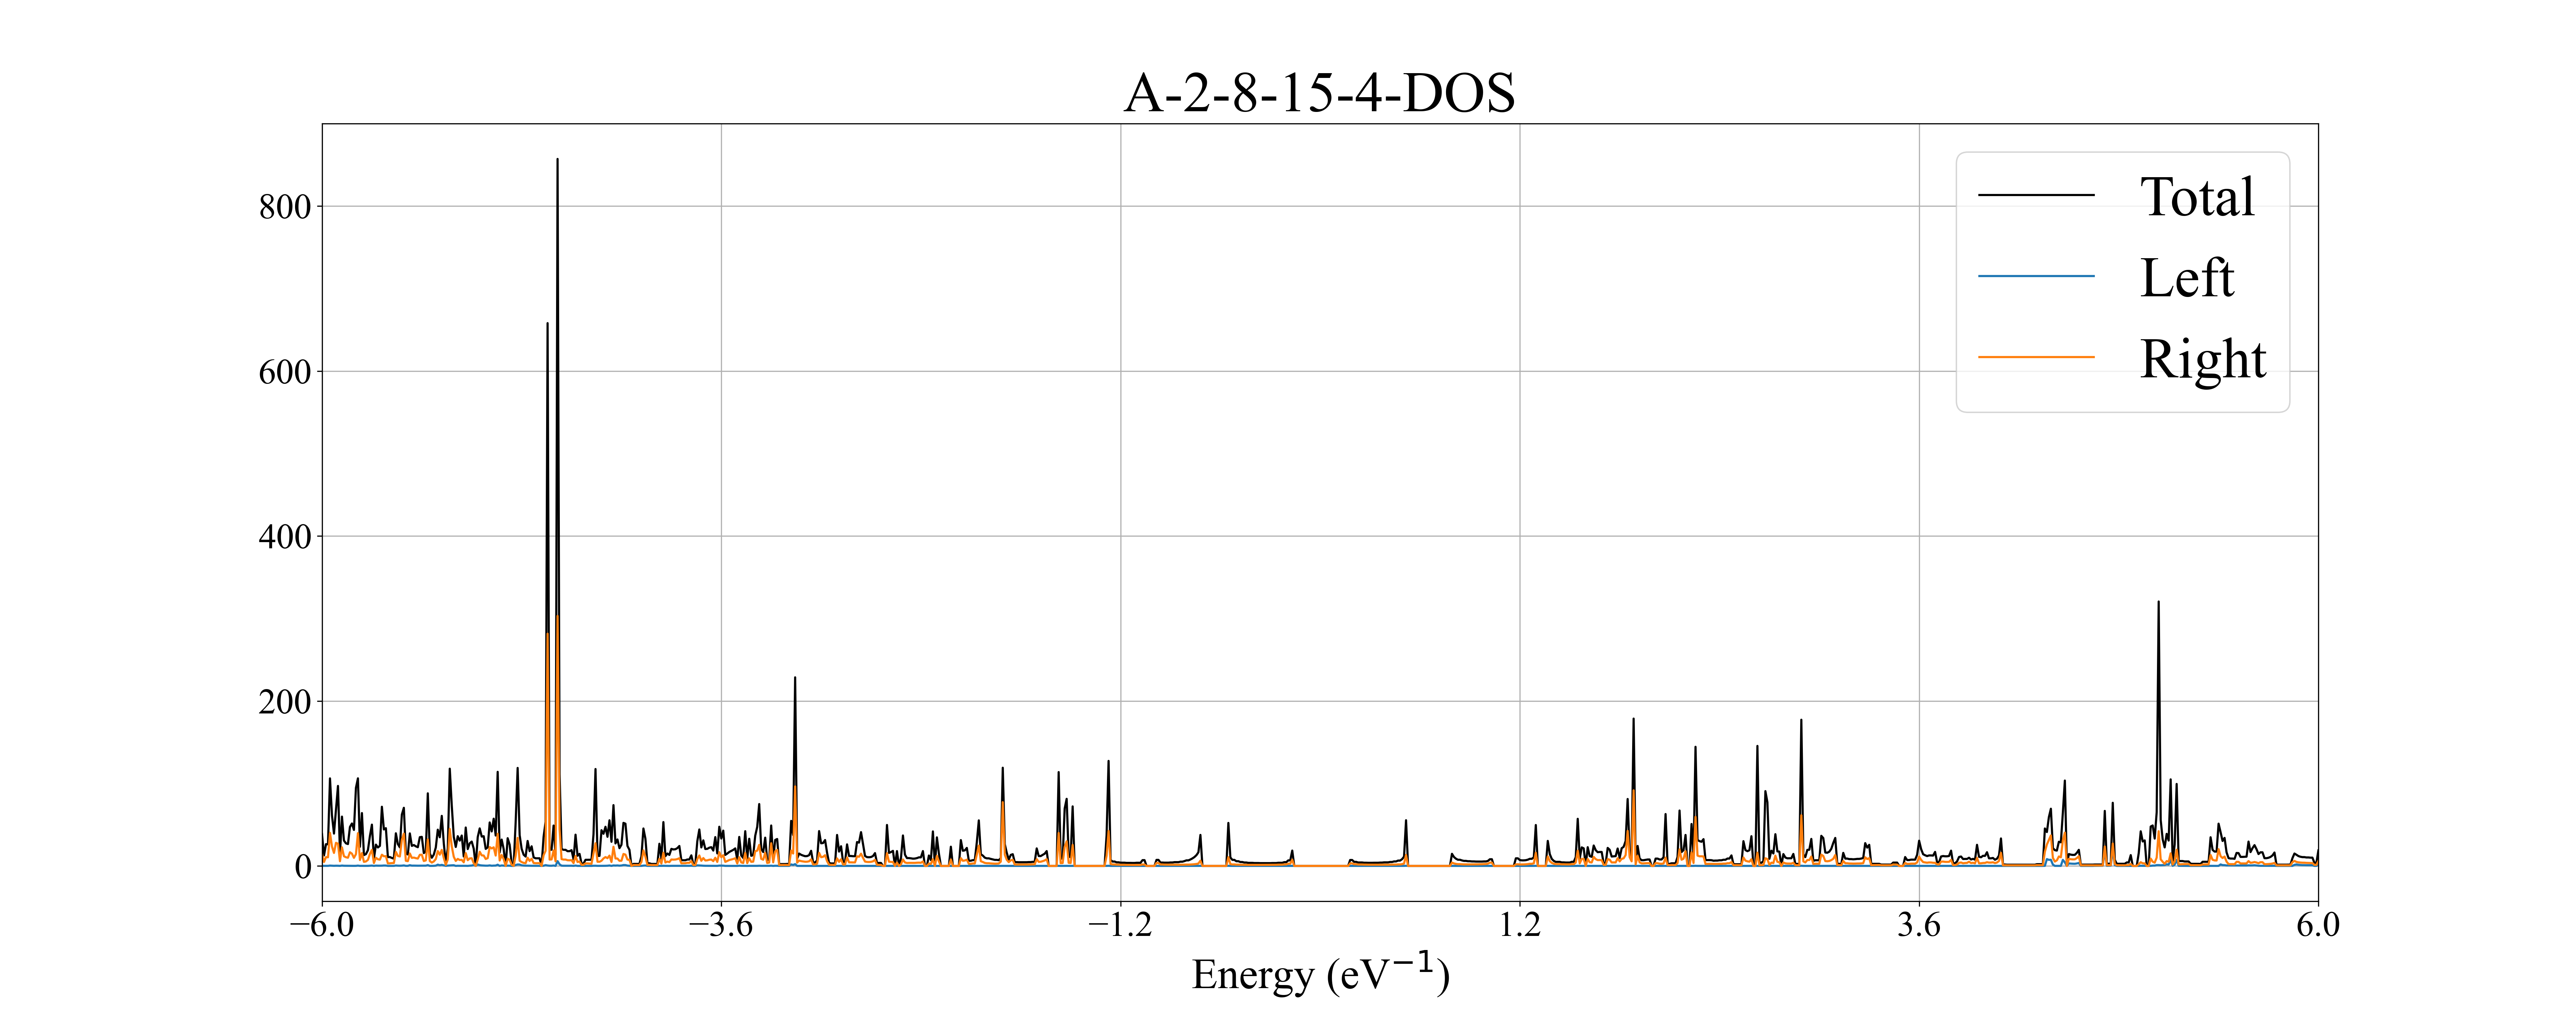 A-2-8-15-4-DOS
800
600
400
200
0
−6.0 −3.6 −1.2 1.2 3.6 6.0
Energy (eV⁻¹)
Total
Left
Right